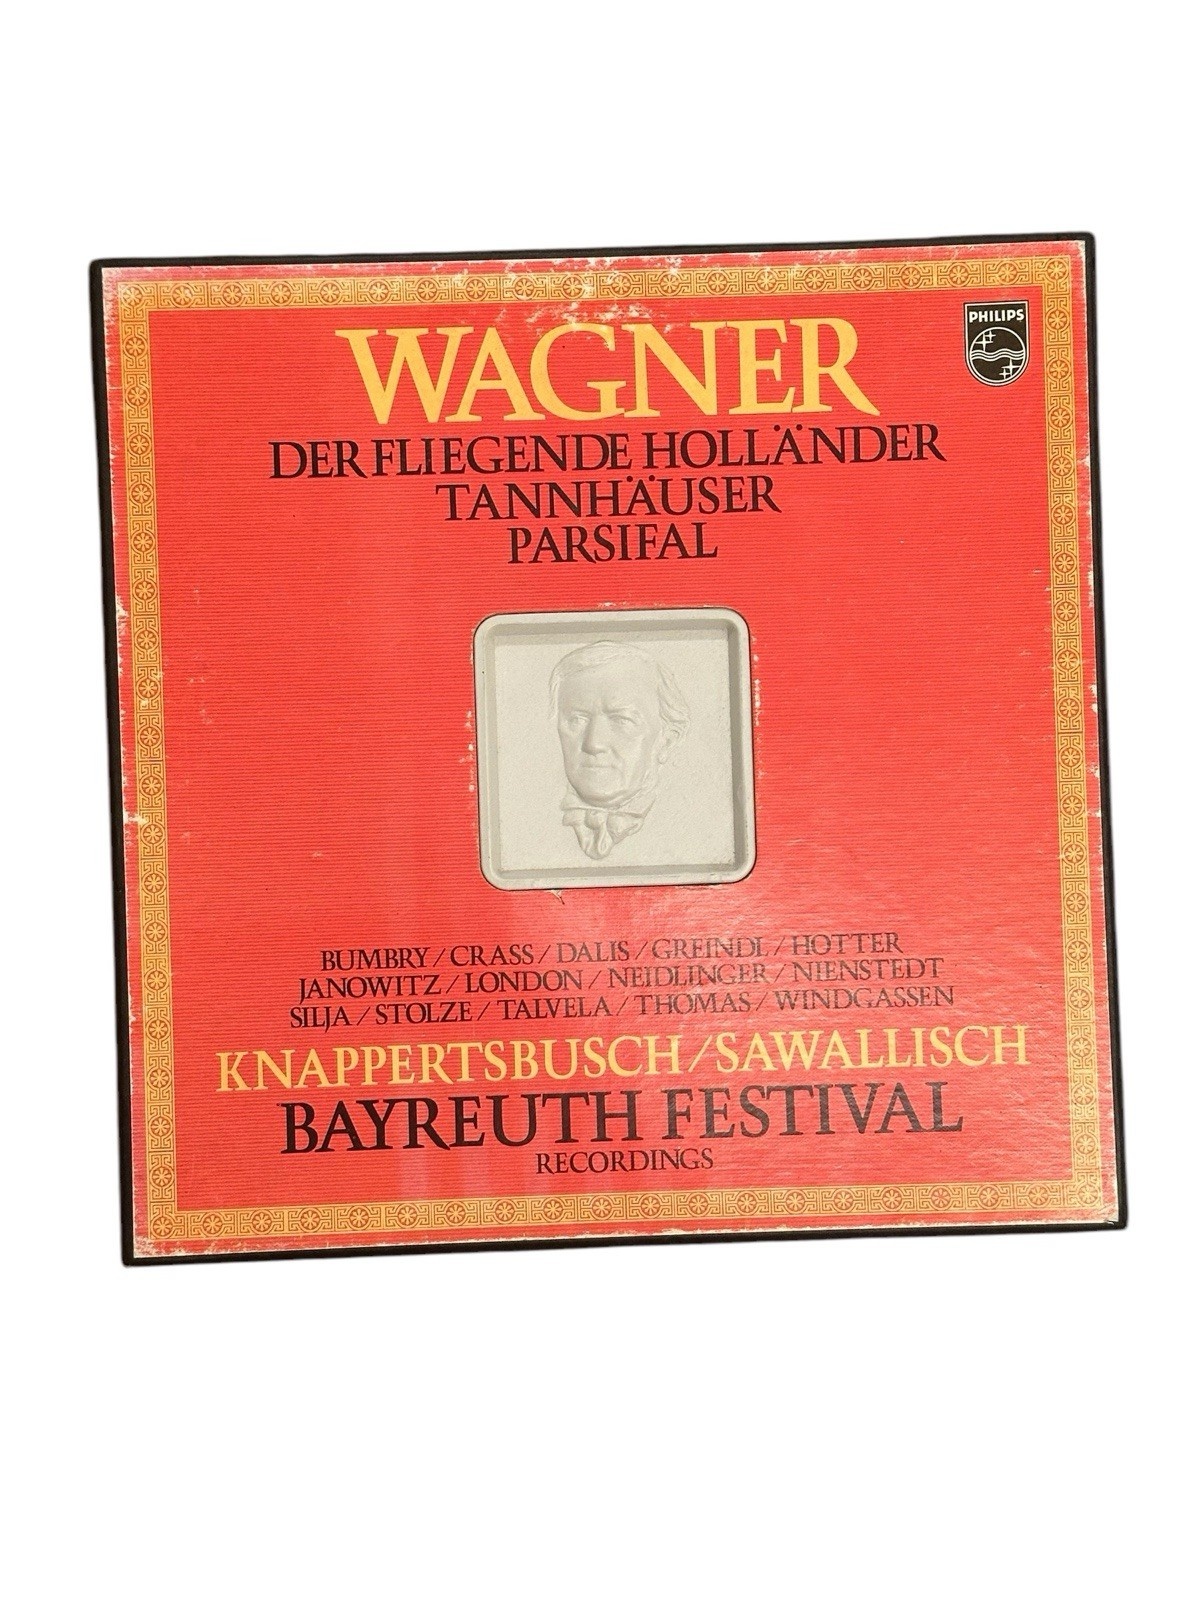 WAGNER
PHILIPS
DER FLIEGENDE HOLLÄNDER
TANNHÄUSER
PARSIFAL
BUMBRY / CRASS / DALIS / GREINDL / HOTTER
JANOWITZ / LONDON / NEIDLINGER / NIENSTEDT
SILJA / STOLZE / TALVELA / THOMAS / WINDGASSEN
KNAPPERTSBUSCH/SAWALLISCH
BAYREUTH FESTIVAL
RECORDINGS